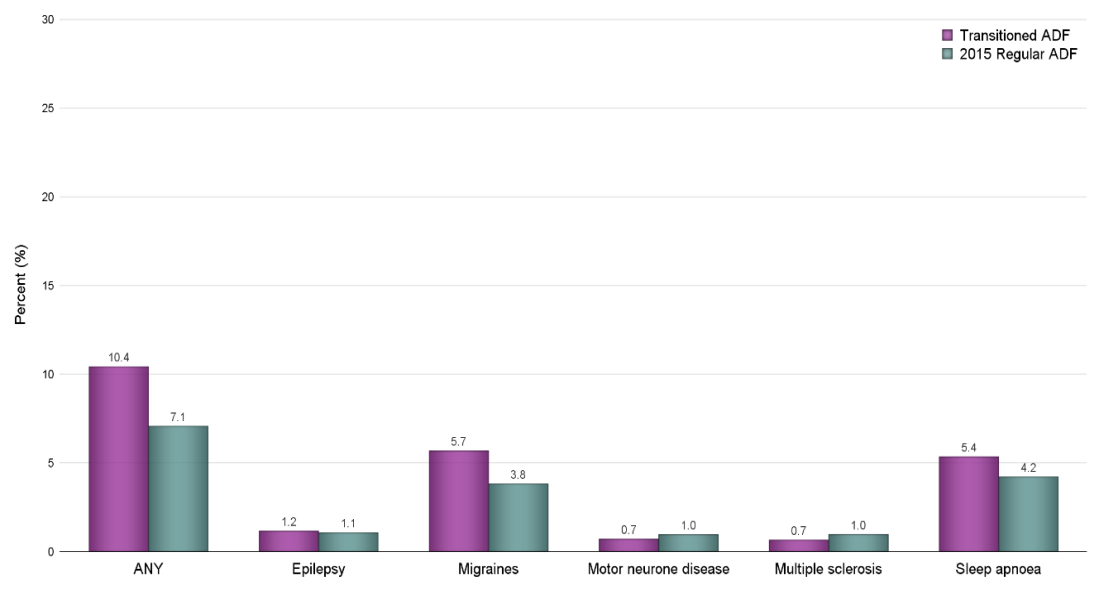 30
Transitioned ADF
2015 Regular ADF
25
20
15
Percent (%)
10
5
0
10.4
7.1
1.2
1.1
5.7
3.8
0.7
1.0
0.7
1.0
5.4
4.2
ANY
Epilepsy
Migraines
Motor neurone disease
Multiple sclerosis
Sleep apnoea